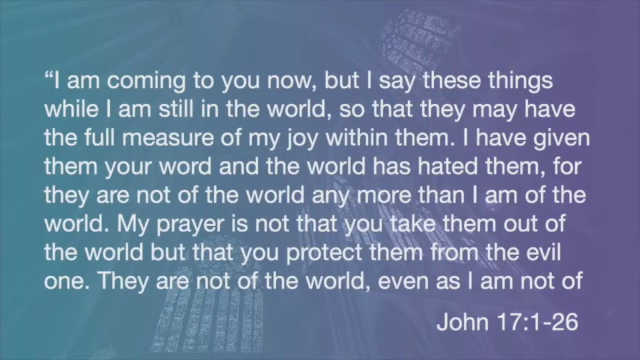 “I am coming to you now, but I say these things
while I am still in the world, so that they may have
the full measure of my joy within them. I have given
them your word and the world has hated them, for
they are not of the world any more than I am of the
world. My prayer is not that you take them out of
the world but that you protect them from the evil
one. They are not of the world, even as I am not of
John 17:1-26